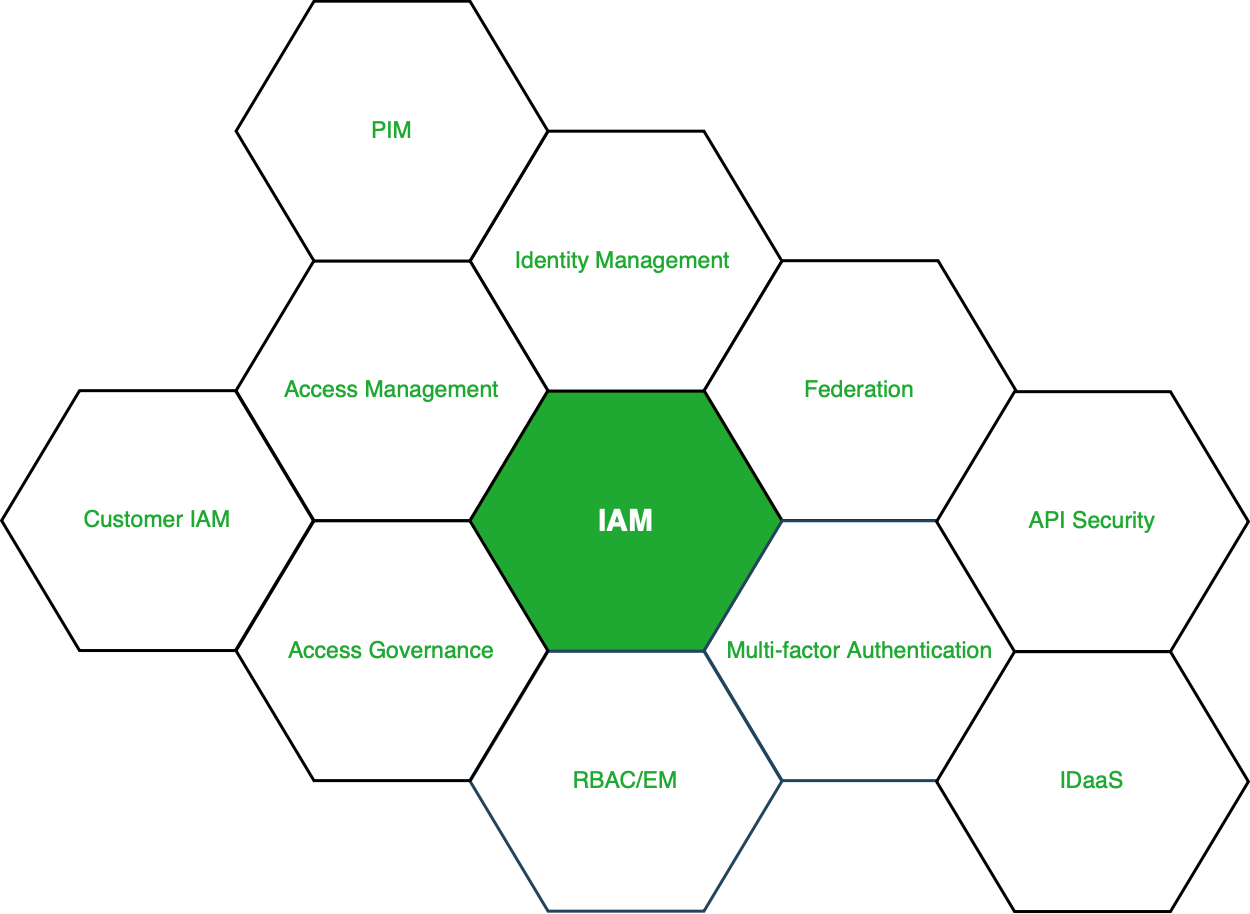 PIM
Identity Management
Access Management
Federation
Customer IAM
IAM
API Security
Access Governance
Multi-factor Authentication
RBAC/EM
IDaaS